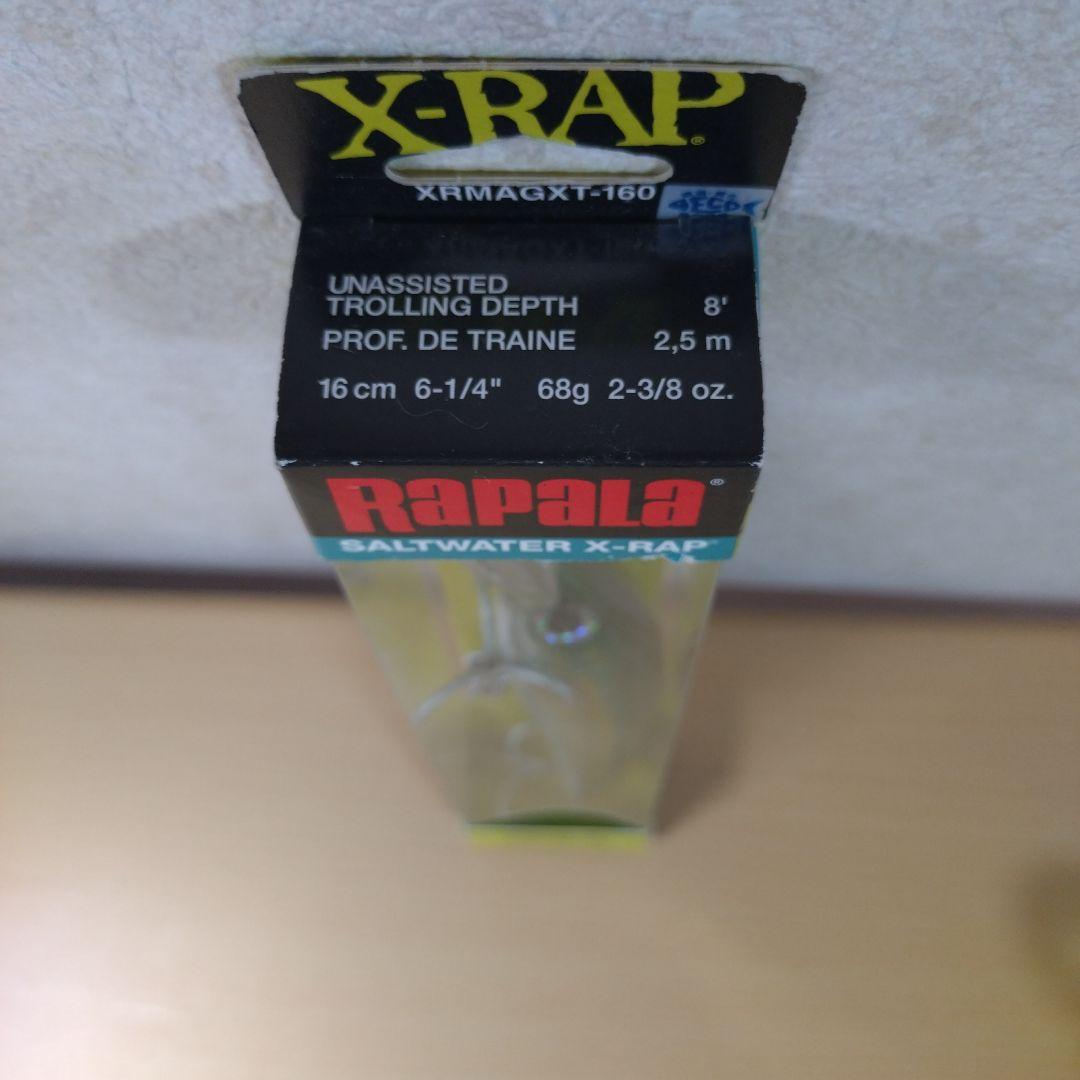 X-RAP®
XRMAGXT-160
UNASSISTED
TROLLING DEPTH 8'
PROF. DE TRAINE 2,5 m
16 cm 6-1/4" 68g 2-3/8 oz.
Rapala®
SALTWATER X-RAP